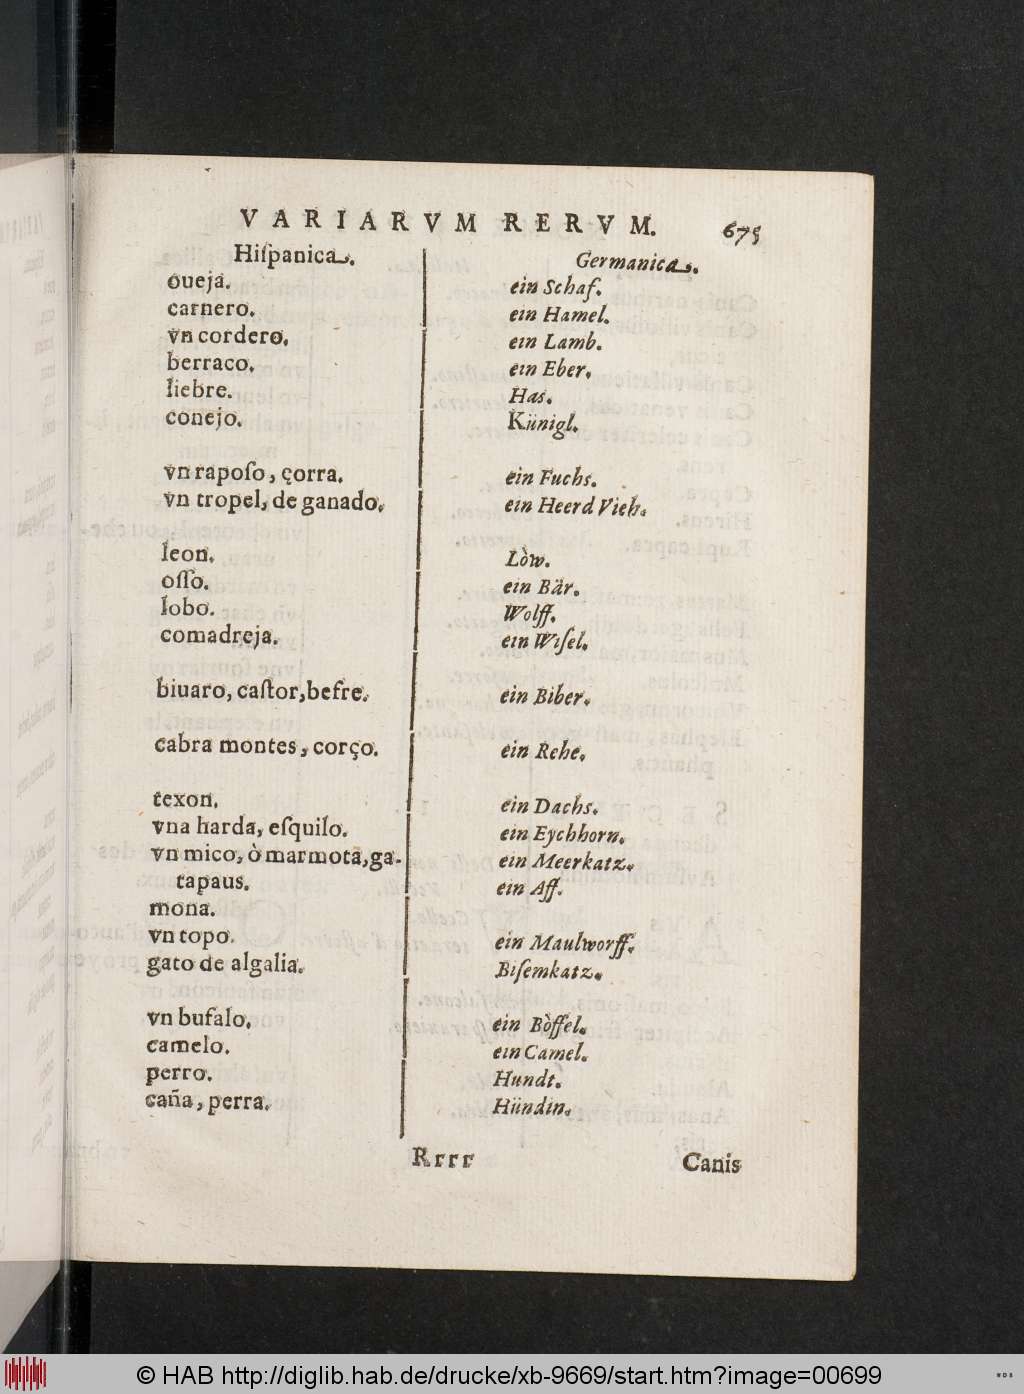 VARIARVM RERVM. 675
Hiſpanica.
oueja.
carnero.
vn cordero.
berraco.
liebre.
conejo.
vn rapoſo, çorra.
vn tropel, de ganado.
leon.
oſſo.
lobo.
comadreja.
biuaro, caſtor, befre.
cabra montes, corço.
texon.
vna harda, eſquilo.
vn mico, ò marmota, ga-
tapaus.
mona.
vn topo.
gato de algalia.
vn bufalo.
camelo.
perro.
caña, perra.
Germanica.
ein Schaf.
ein Hamel.
ein Lamb.
ein Eber.
Has.
Künigl.
ein Fuchs.
ein Heerd Vieh.
Lòw.
ein Bär.
Wolff.
ein Wiſel.
ein Biber.
ein Rehe.
ein Dachs.
ein Eychhorn.
ein Meerkatz.
ein Aff.
ein Maulworff.
Biſemkatz.
ein Bòffel.
ein Camel.
Hundt.
Hündin.
Rrrr Canis
© HAB http://diglib.hab.de/drucke/xb-9669/start.htm?image=00699